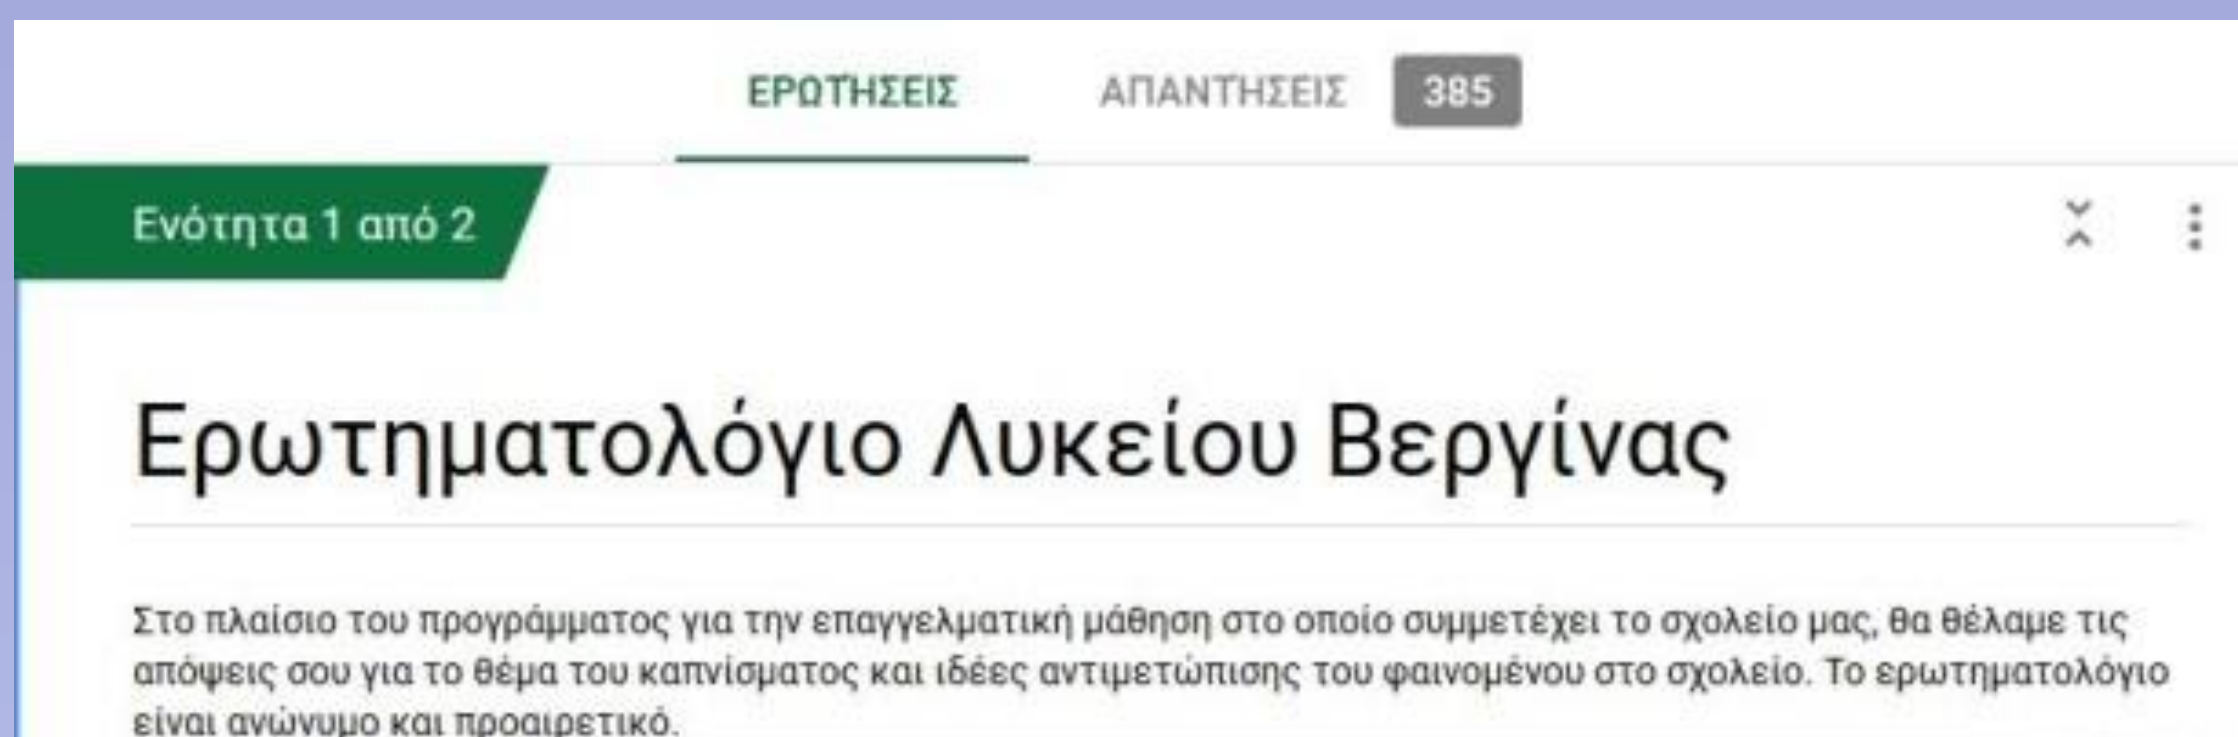 ΕΡΩΤΉΣΕΙΣ ΑΠΑΝΤΉΣΕΙΣ 385
Ενότητα 1 από 2
Ερωτηματολόγιο Λυκείου Βεργίνας
Στο πλαίσιο του προγράμματος για την επαγγελματική μάθηση στο οποίο συμμετέχει το σχολείο μας, θα θέλαμε τις
απόψεις σου για το θέμα του καπνίσματος και ιδέες αντιμετώπισης του φαινομένου στο σχολείο. Το ερωτηματολόγιο
είναι ανώνυμο και προαιρετικό.